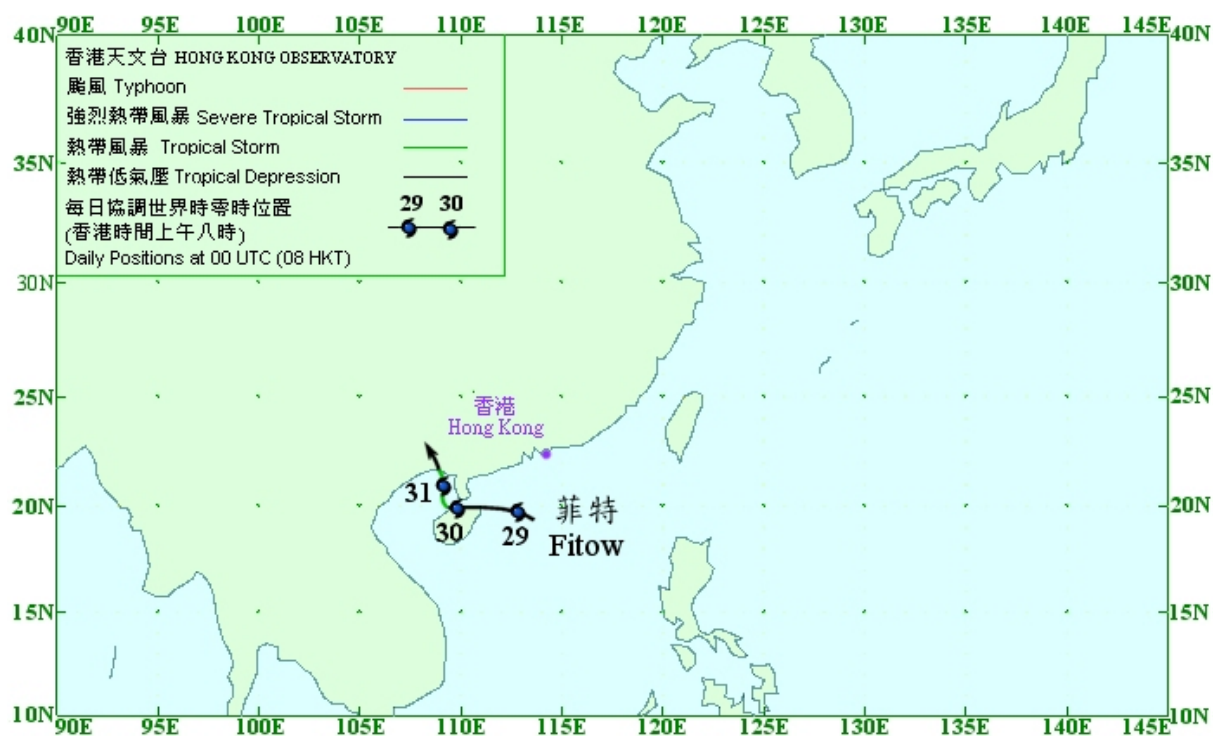 90E 95E 100E 105E 110E 115E 120E 125E 130E 135E 140E 145E
40N 40N
香港天文台 HONG KONG OBSERVATORY
颱風 Typhoon
強烈熱帶風暴 Severe Tropical Storm
熱帶風暴 Tropical Storm
熱帶低氣壓 Tropical Depression
每日協調世界時零時位置
29 30
(香港時間上午八時)
Daily Positions at 00 UTC (08 HKT)
35N 35N
30N 30N
25N 25N
香港
Hong Kong
31
20N 20N
30
29
菲特
Fitow
15N 15N
10N 10N
90E 95E 100E 105E 110E 115E 120E 125E 130E 135E 140E 145E